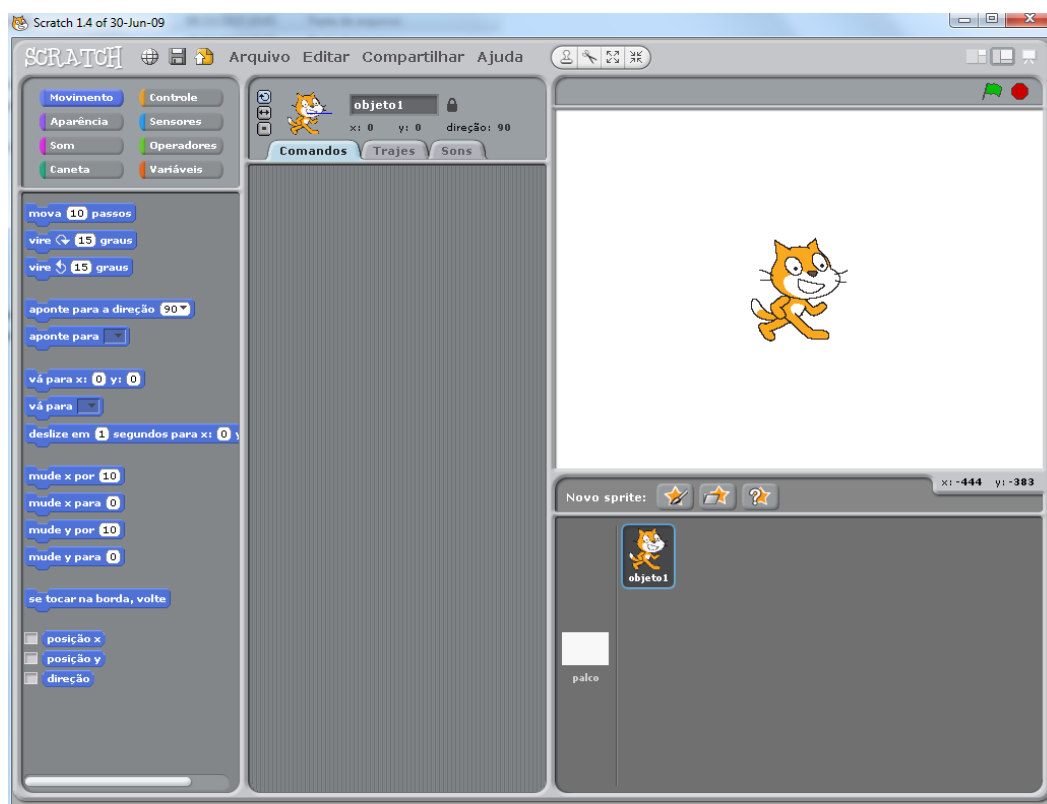 Scratch 1.4 of 30-Jun-09
SCRATCH Arquivo Editar Compartilhar Ajuda
Movimento Controle
Aparência Sensores
Som Operadores
Caneta Variáveis
objeto1
x: 0 y: 0 direção: 90
Comandos Trajes Sons
mova 10 passos
vire 15 graus
vire 15 graus
aponte para a direção 90
aponte para
vá para x: 0 y: 0
vá para
deslize em 1 segundos para x: 0 y
mude x por 10
mude x para 0
mude y por 10
mude y para 0
se tocar na borda, volte
posição x
posição y
direção
x: -444 y: -383
Novo sprite:
objeto1
palco